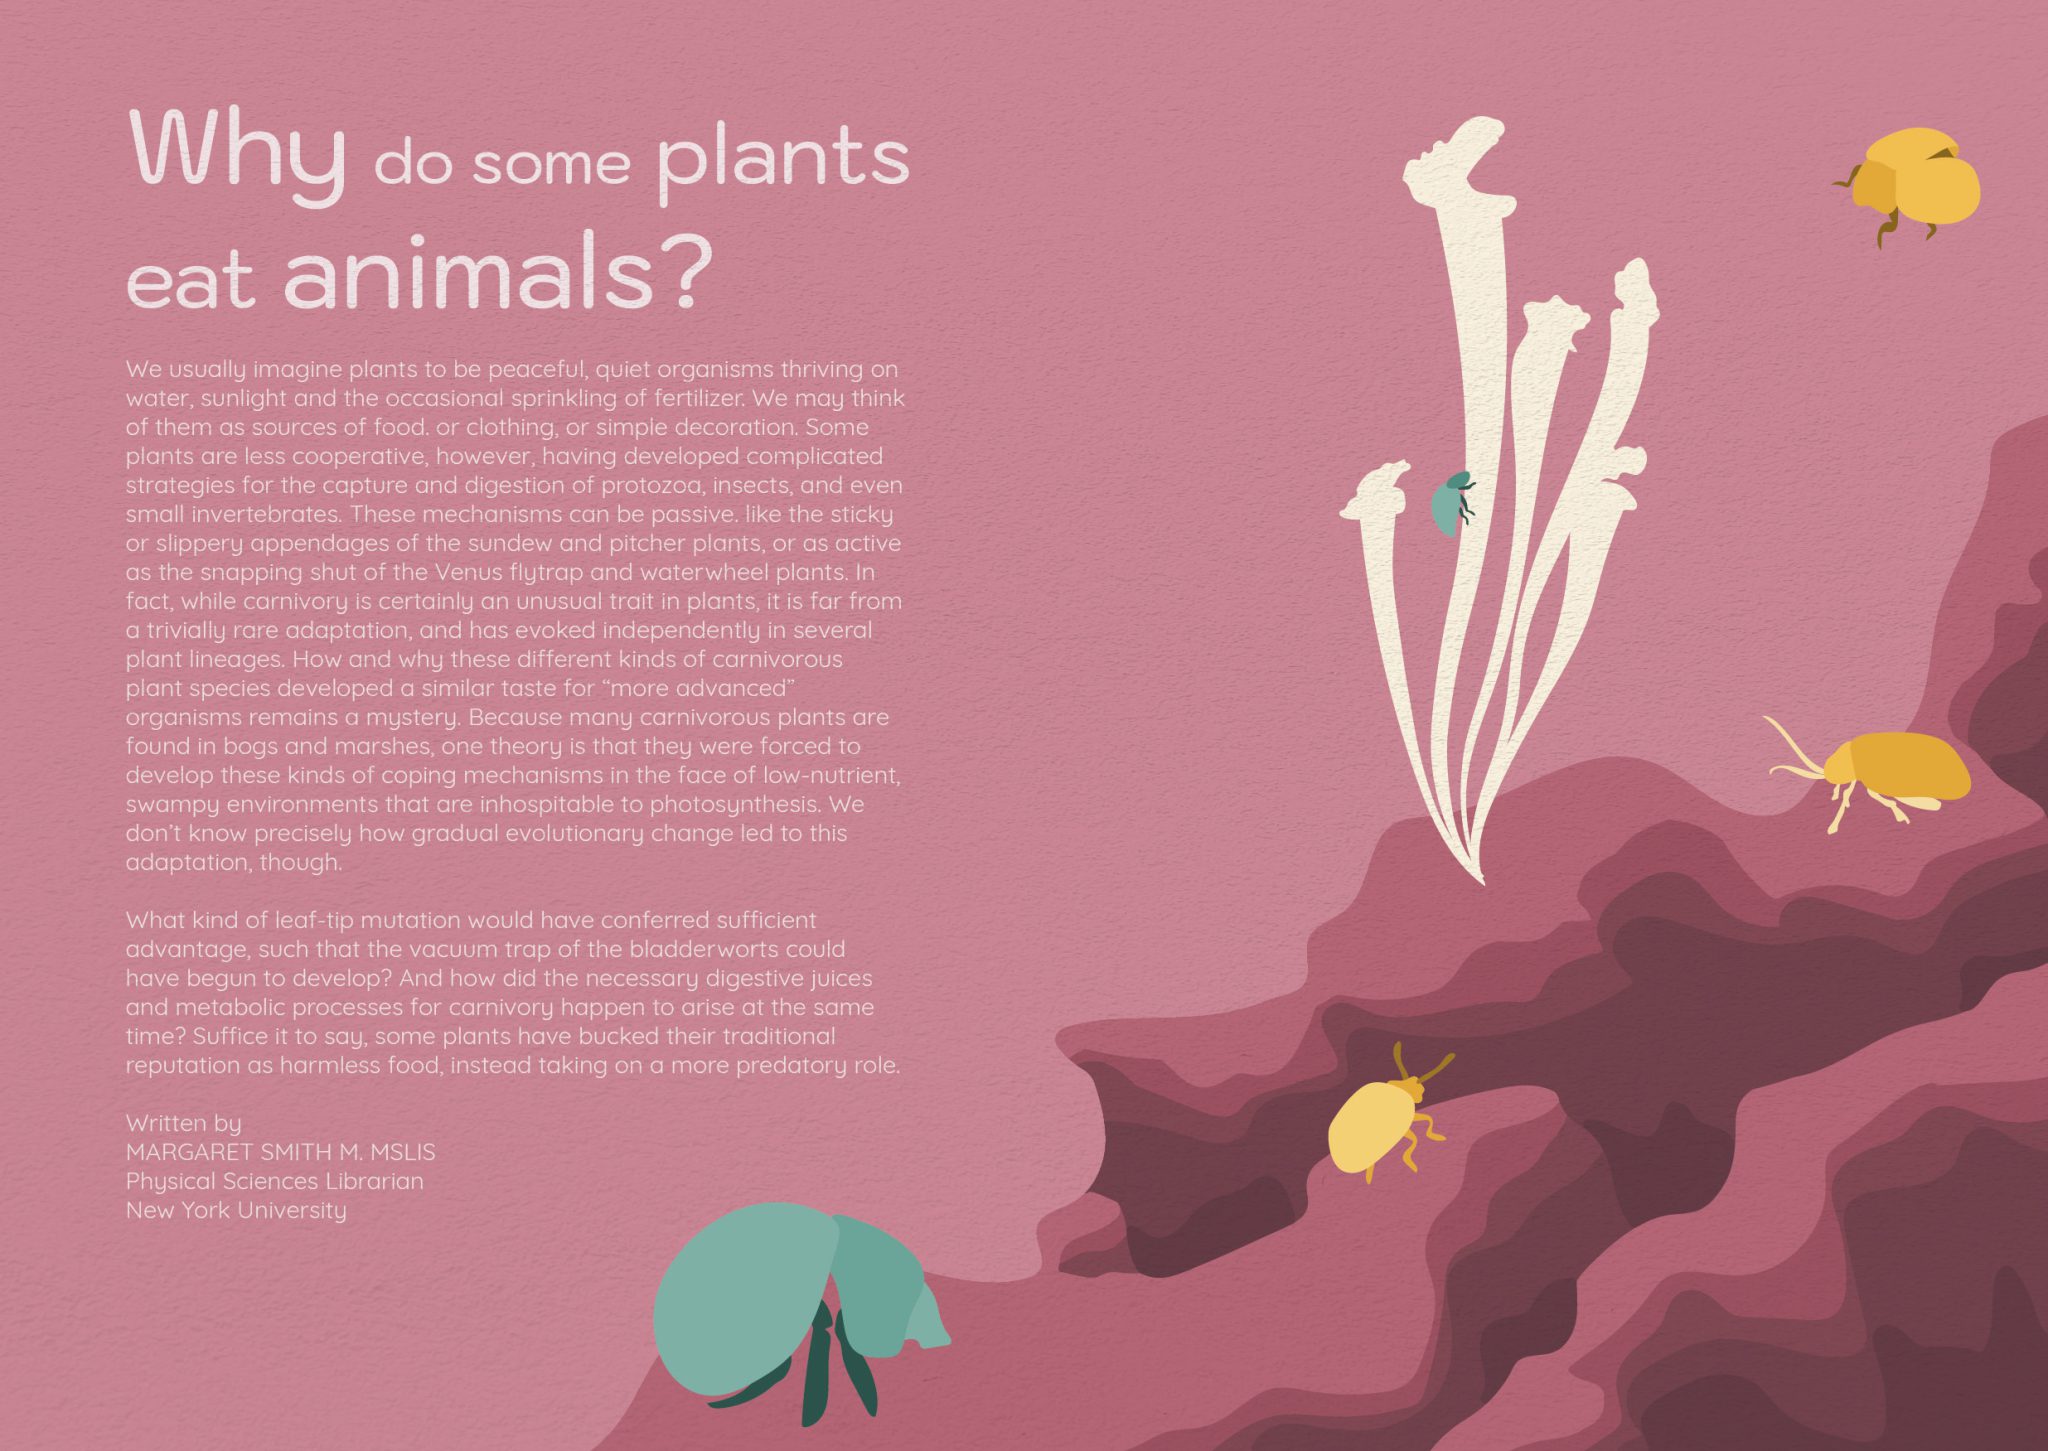 Why do some plants
eat animals?
We usually imagine plants to be peaceful, quiet organisms thriving on
water, sunlight and the occasional sprinkling of fertilizer. We may think
of them as sources of food. or clothing, or simple decoration. Some
plants are less cooperative, however, having developed complicated
strategies for the capture and digestion of protozoa, insects, and even
small invertebrates. These mechanisms can be passive. like the sticky
or slippery appendages of the sundew and pitcher plants, or as active
as the snapping shut of the Venus flytrap and waterwheel plants. In
fact, while carnivory is certainly an unusual trait in plants, it is far from
a trivially rare adaptation, and has evoked independently in several
plant lineages. How and why these different kinds of carnivorous
plant species developed a similar taste for “more advanced”
organisms remains a mystery. Because many carnivorous plants are
found in bogs and marshes, one theory is that they were forced to
develop these kinds of coping mechanisms in the face of low-nutrient,
swampy environments that are inhospitable to photosynthesis. We
don’t know precisely how gradual evolutionary change led to this
adaptation, though.
What kind of leaf-tip mutation would have conferred sufficient
advantage, such that the vacuum trap of the bladderworts could
have begun to develop? And how did the necessary digestive juices
and metabolic processes for carnivory happen to arise at the same
time? Suffice it to say, some plants have bucked their traditional
reputation as harmless food, instead taking on a more predatory role.
Written by
MARGARET SMITH M. MSLIS
Physical Sciences Librarian
New York University